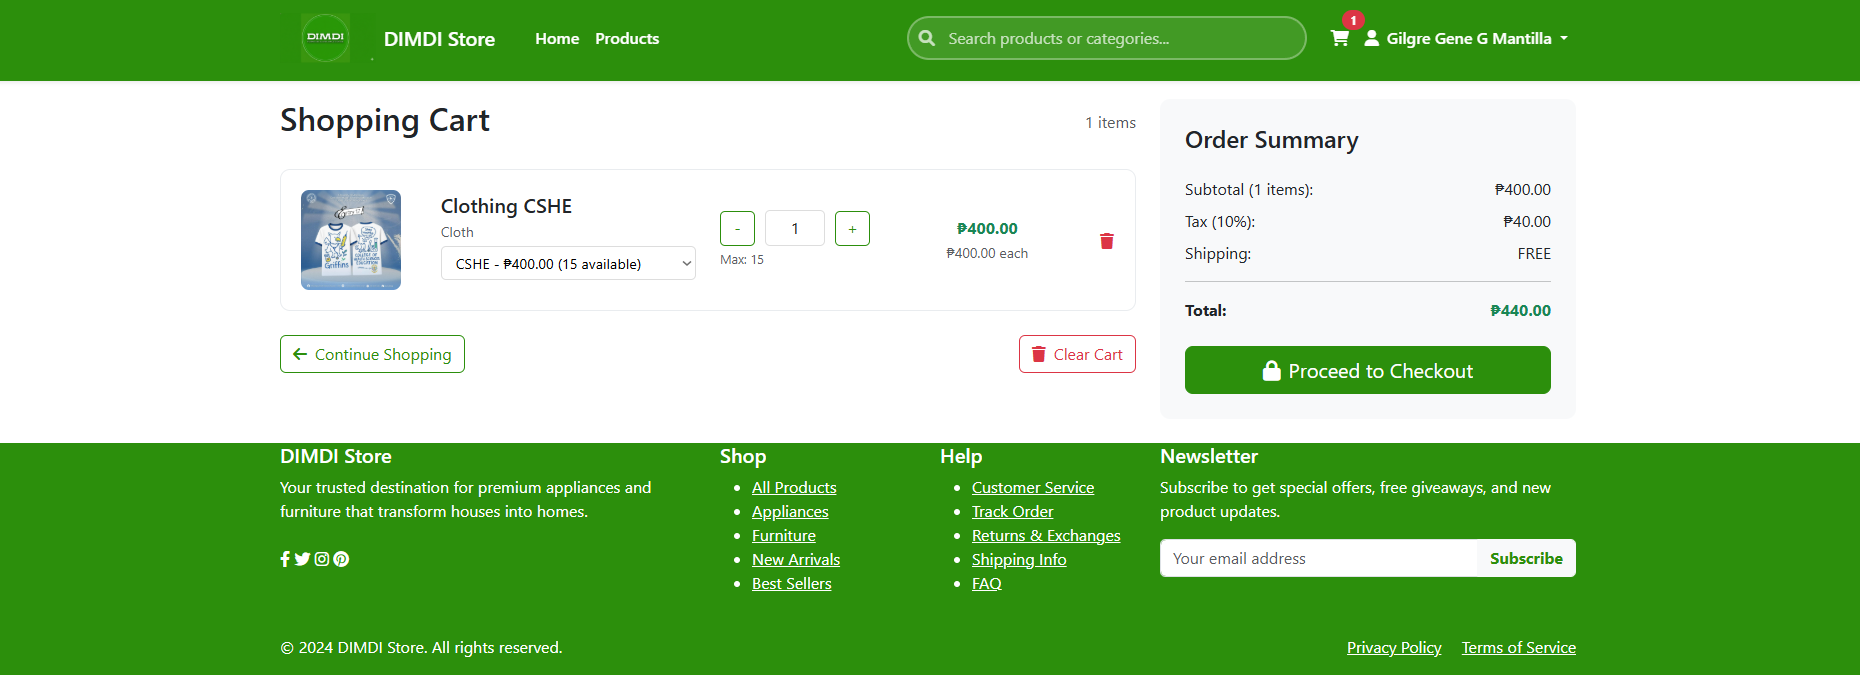 DIMDI
DIMDI Store
Home
Products
Search products or categories...
1
Gilgre Gene G Mantilla
Shopping Cart
1 items
Griffins
Clothing CSHE
Cloth
CSHE - ₱400.00 (15 available)
-
1
+
Max: 15
₱400.00
₱400.00 each
Continue Shopping
Clear Cart
Order Summary
Subtotal (1 items): ₱400.00
Tax (10%): ₱40.00
Shipping: FREE
Total: ₱440.00
Proceed to Checkout
DIMDI Store
Your trusted destination for premium appliances and
furniture that transform houses into homes.
Shop
All Products
Appliances
Furniture
New Arrivals
Best Sellers
Help
Customer Service
Track Order
Returns & Exchanges
Shipping Info
FAQ
Newsletter
Subscribe to get special offers, free giveaways, and new
product updates.
Your email address
Subscribe
© 2024 DIMDI Store. All rights reserved.
Privacy Policy
Terms of Service